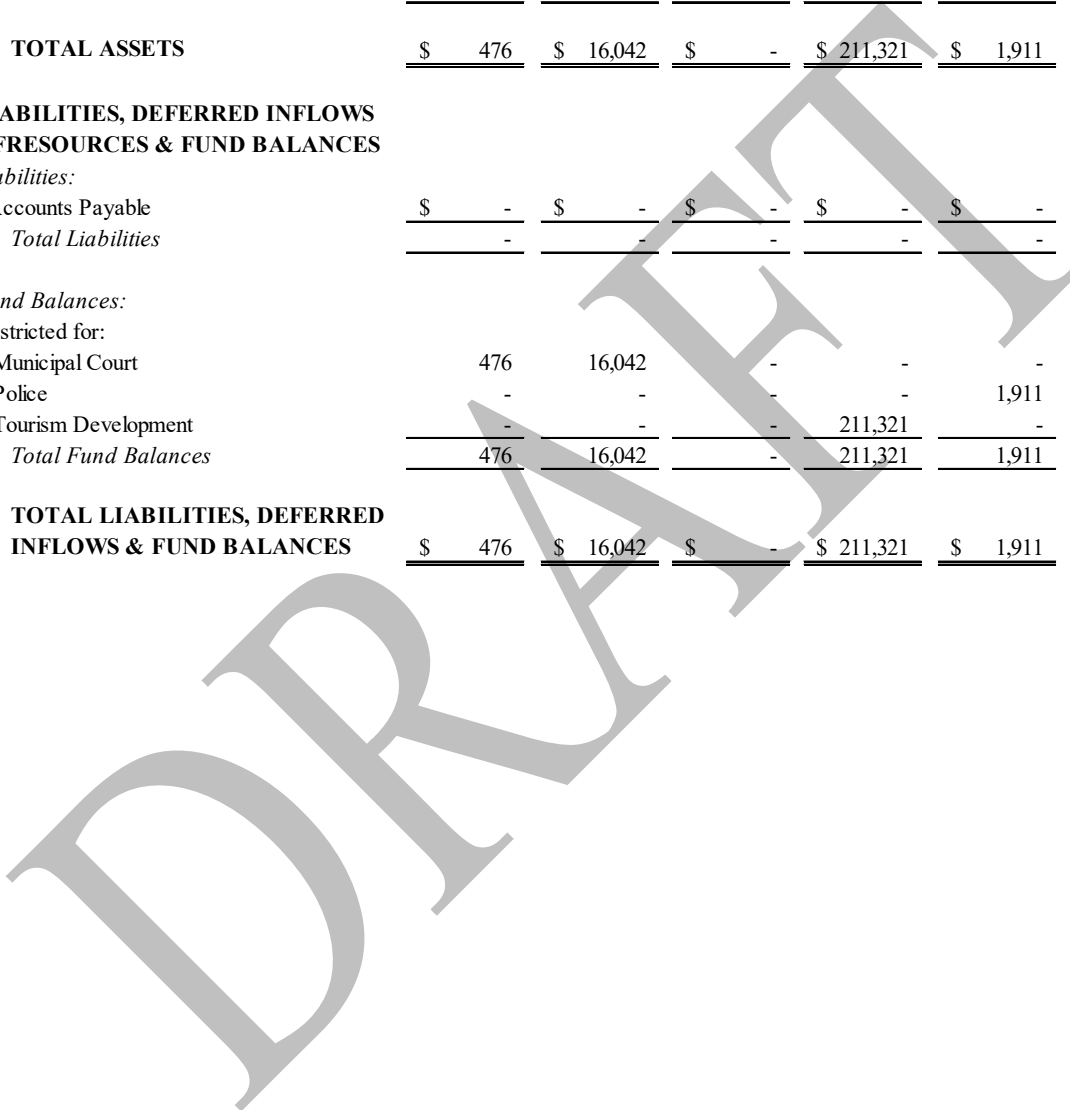 TOTAL ASSETS $ 476 $ 16,042 $ - $ 211,321 $ 1,911
ABILITIES, DEFERRED INFLOWS
FRESOURCES & FUND BALANCES
abilities:
Accounts Payable $ - $ - $ - $ - $ -
Total Liabilities - - - - -
nd Balances:
stricted for:
Municipal Court 476 16,042 - - -
Police - - - - 1,911
Tourism Development - - - 211,321 -
Total Fund Balances 476 16,042 - 211,321 1,911
TOTAL LIABILITIES, DEFERRED
INFLOWS & FUND BALANCES $ 476 $ 16,042 $ - $ 211,321 $ 1,911
DRAFT